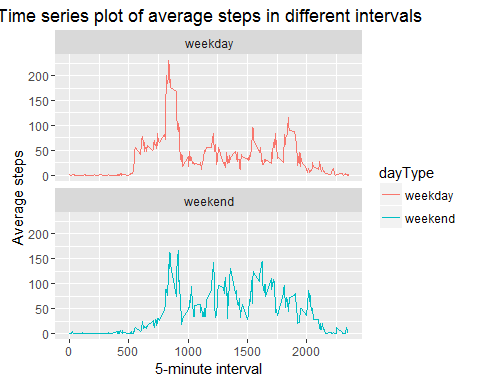 Time series plot of average steps in different intervals
weekday
200
150
100
50
0
weekend
200
150
100
50
0
Average steps
0 500 1000 1500 2000
5-minute interval
dayType
weekday
weekend